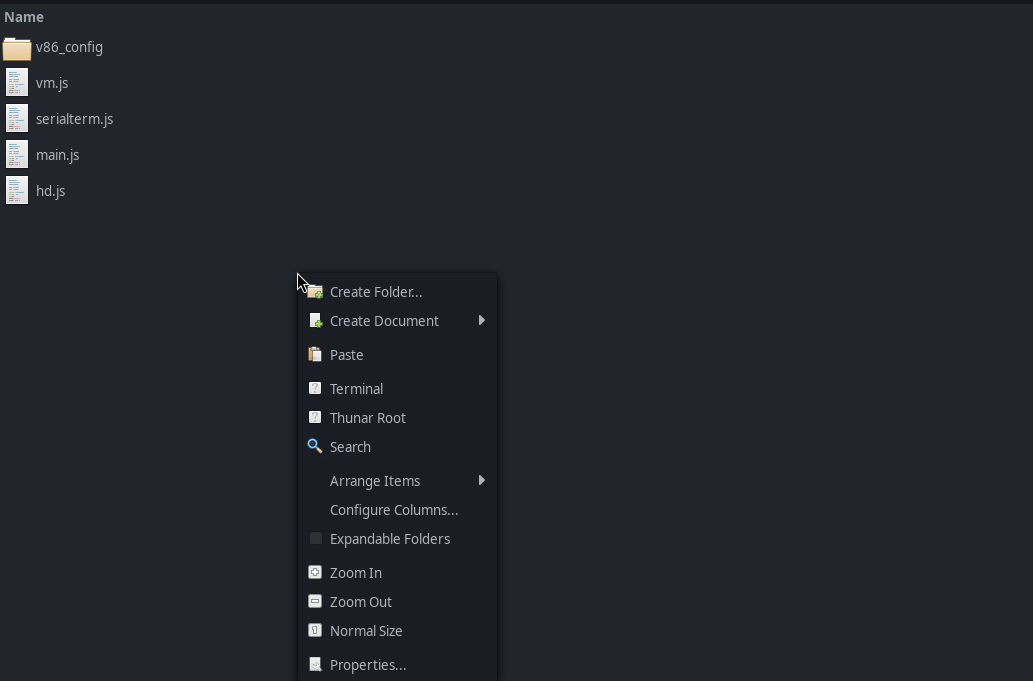 Name
v86_config
vm.js
serialterm.js
main.js
hd.js
Create Folder...
Create Document
Paste
Terminal
Thunar Root
Search
Arrange Items
Configure Columns...
Expandable Folders
Zoom In
Zoom Out
Normal Size
Properties...